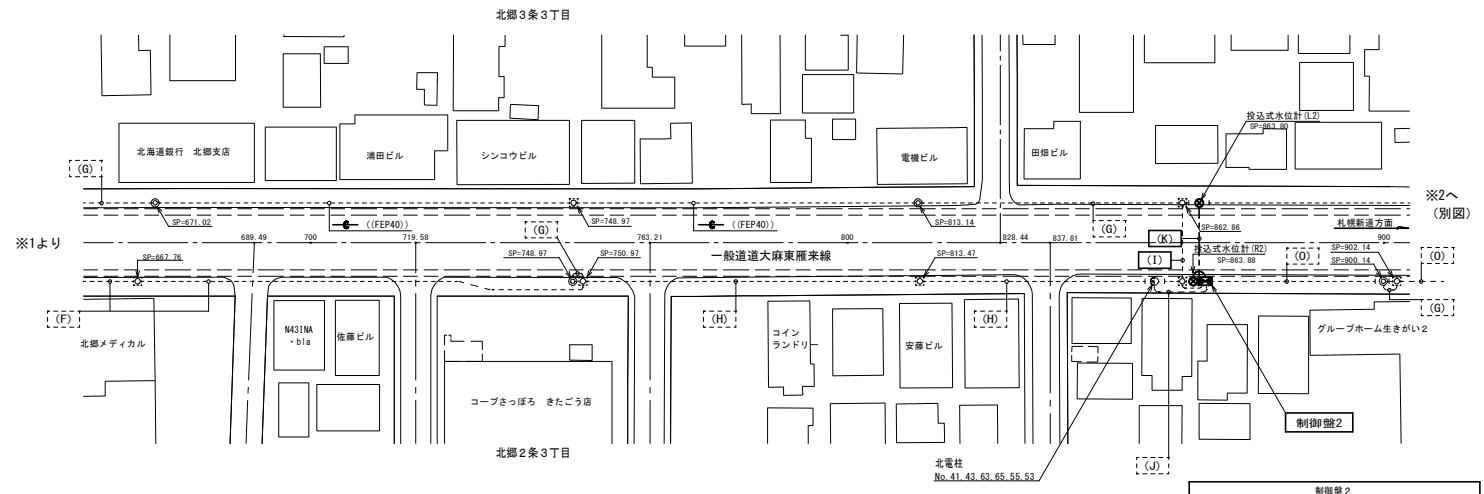 北郷3条3丁目
投込式水位計(L2)
SP=863.80
北海道銀行 北郷支店
浦田ビル
シンコウビル
電機ビル
田畑ビル
(G)
※2へ
(別図)
SP=671.02
((FEP40))
SP=748.97
((FEP40))
SP=813.14
(G)
(G)
SP=862.86
札幌新道方面
※1より
689.49
700
719.58
763.21
800
828.44
837.81
900
(K)
一般道道大麻東雁来線
投込式水位計(R2)
SP=863.88
(I)
SP=667.76
SP=748.97
SP=750.97
SP=813.47
SP=902.14
SP=900.14
(O)
(O)
(F)
(H)
(H)
(G)
北郷メディカル
N43INA
・bla
佐藤ビル
コイン
ランドリー
安藤ビル
グループホーム生きがい2
コープさっぽろ きたごう店
制御盤2
北郷2条3丁目
北電柱
No.41.43.63.65.55.53
(J)
制御盤2